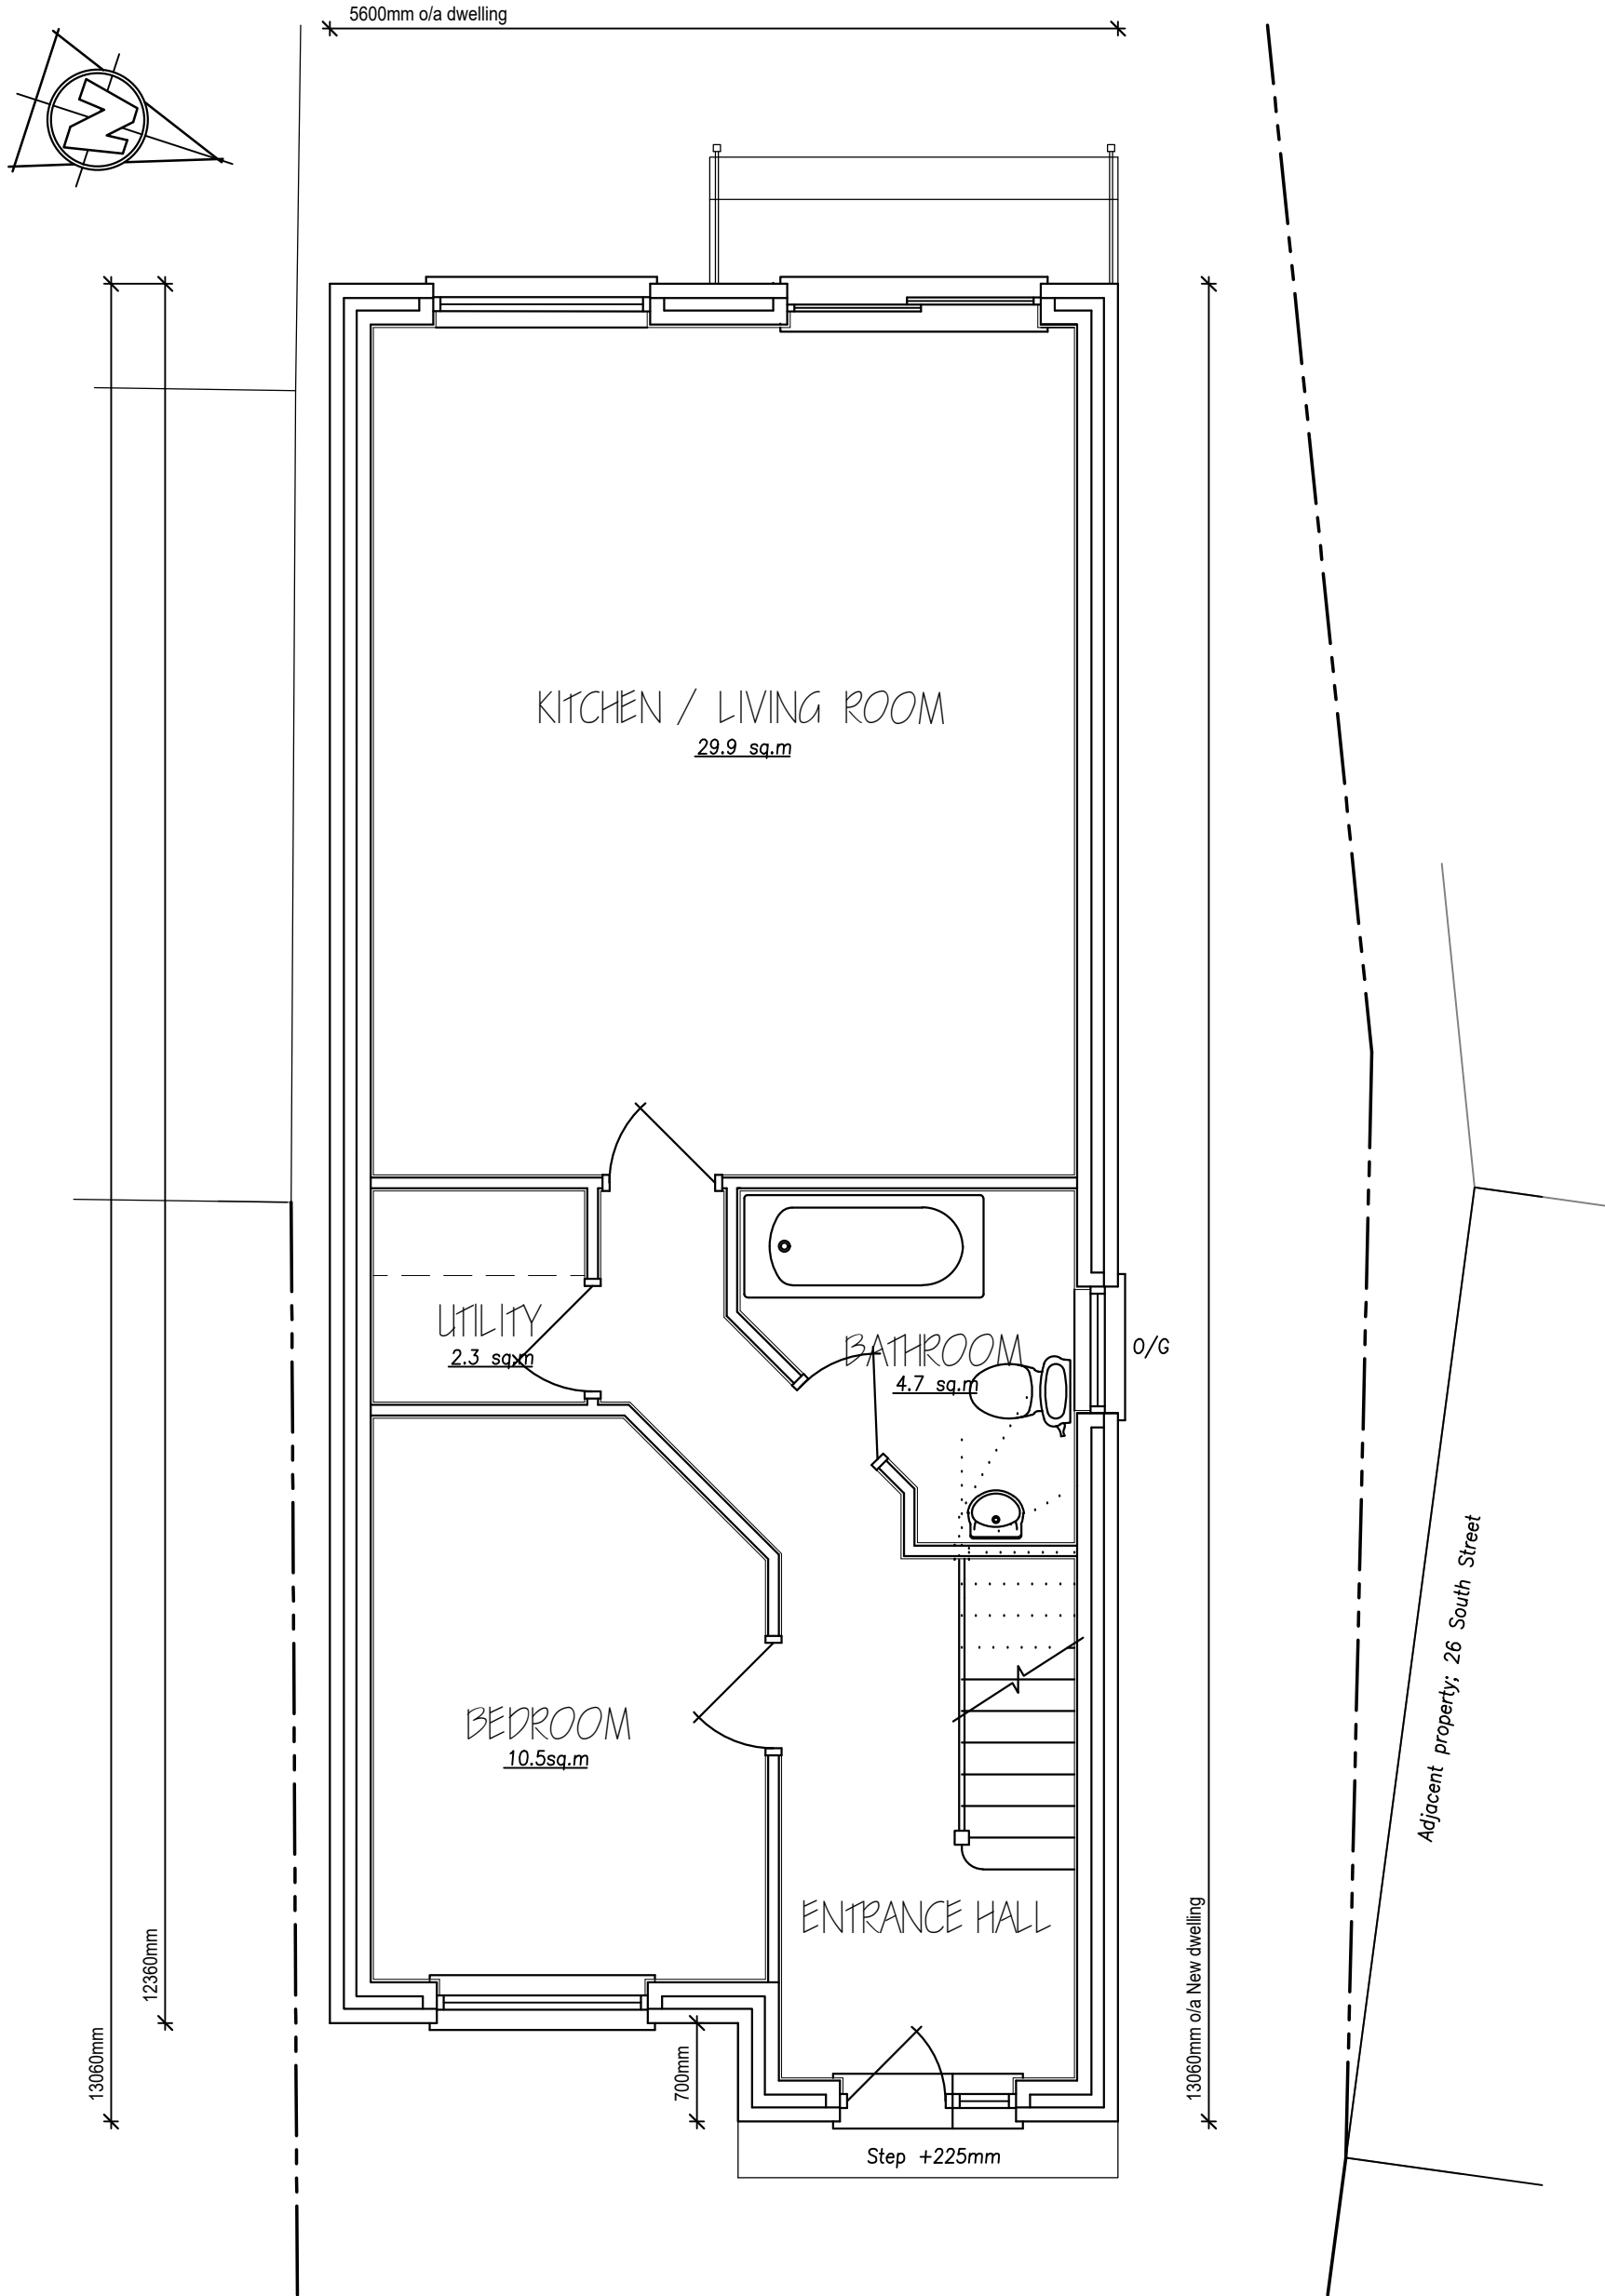 5600mm o/a dwelling
N
KITCHEN / LIVING ROOM
29.9 sq.m
UTILITY
2.3 sq.m
BATHROOM
4.7 sq.m
O/G
BEDROOM
10.5sq.m
ENTRANCE HALL
Adjacent property; 26 South Street
13060mm
12360mm
700mm
13060mm o/a New dwelling
Step +225mm